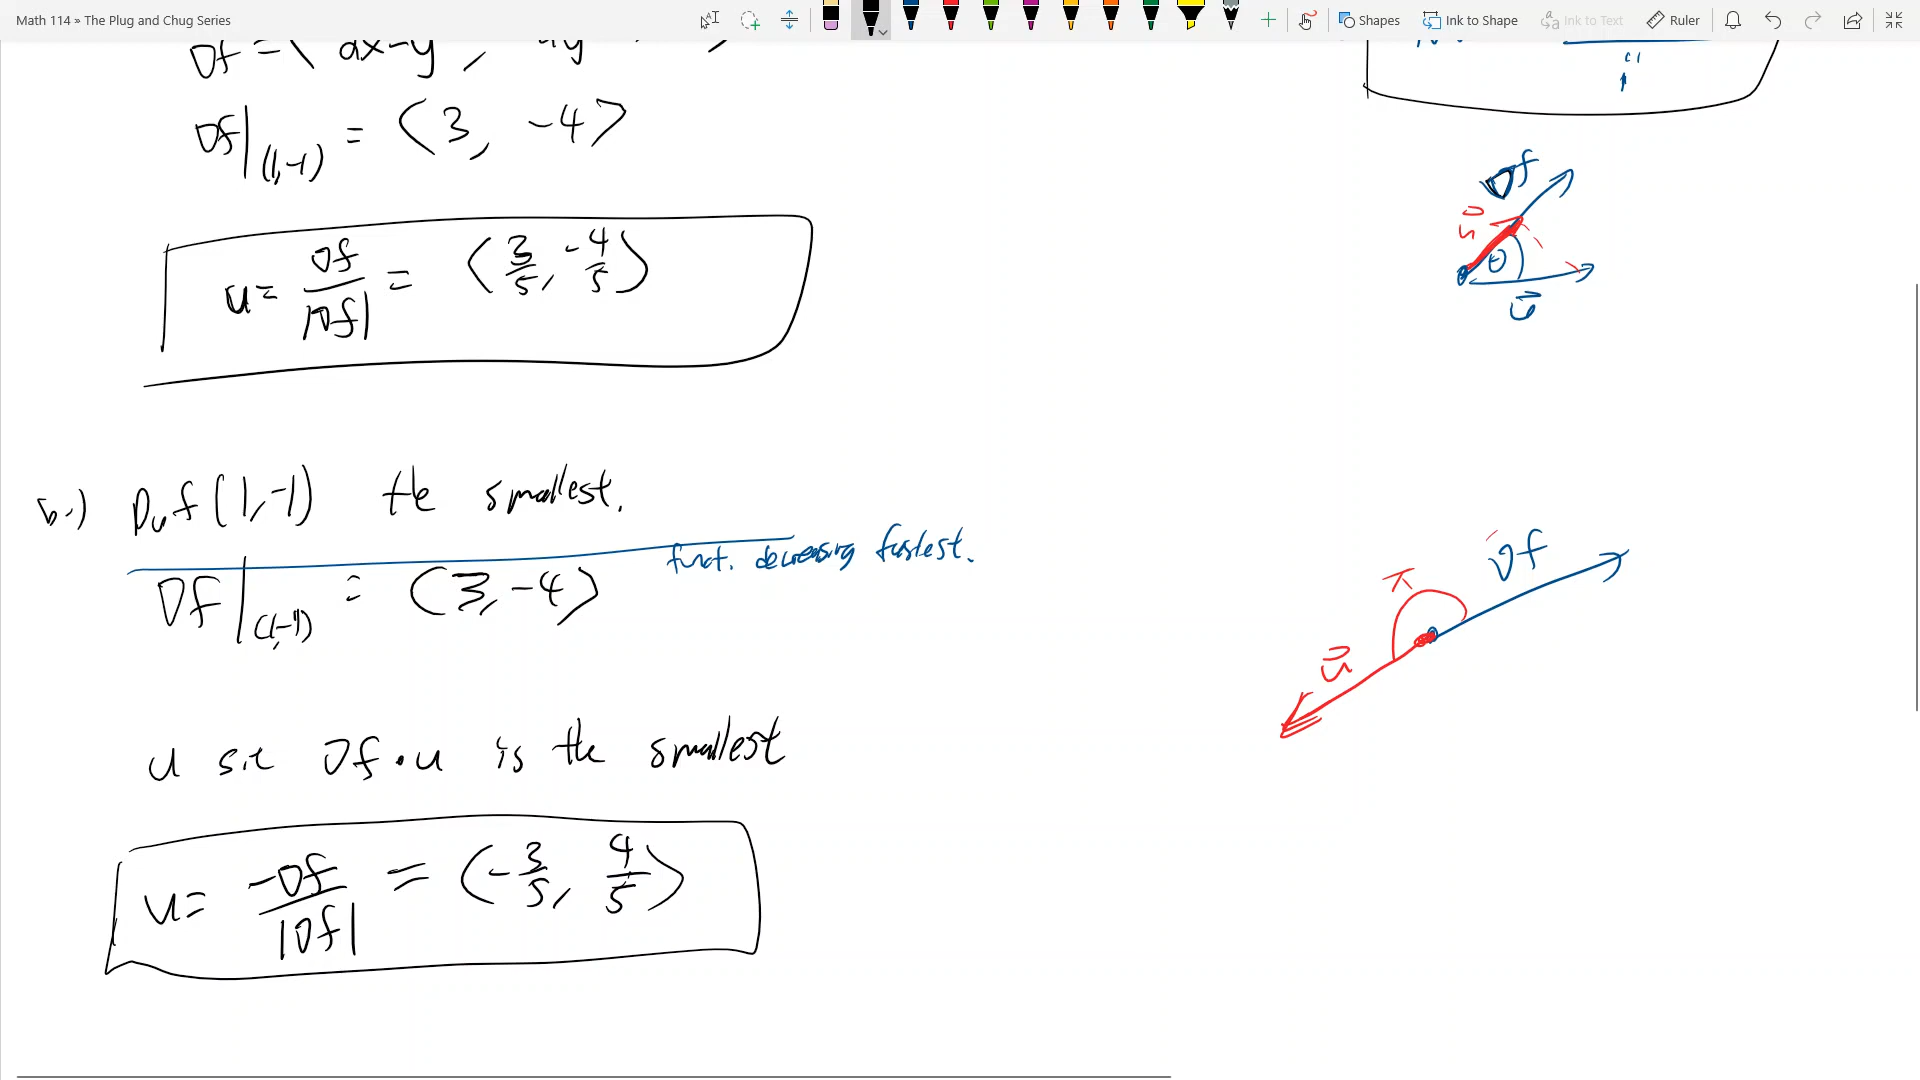 Math 114 » The Plug and Chug Series
Shapes
Ink to Shape
Ink to Text
Ruler
∇f|(1,-1) = ⟨3, -4⟩
u = ∇f/|∇f| = ⟨3/5, -4/5⟩
∇f
θ
u
b.) Duf(1,-1) the smallest.
funct. decreasing fastest.
∇f|(1,-1) = ⟨3, -4⟩
u s.t ∇f•u is the smallest
u = -∇f/|∇f| = ⟨-3/5, 4/5⟩
∇f
π
u